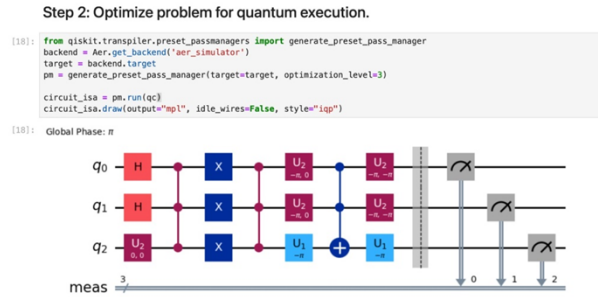 Step 2: Optimize problem for quantum execution.
[18]: from qiskit.transpiler.preset_passmanagers import generate_preset_pass_manager
backend = Aer.get_backend('aer_simulator')
target = backend.target
pm = generate_preset_pass_manager(target=target, optimization_level=3)
circuit_isa = pm.run(qc)
circuit_isa.draw(output="mpl", idle_wires=False, style="iqp")
[18]: Global Phase: π
q0 H X U2 -π, 0 U2 -π, -π
q1 H X U2 -π, 0 U2 -π, -π
q2 U2 0, 0 X U1 -π U1 -π
meas 3 0 1 2